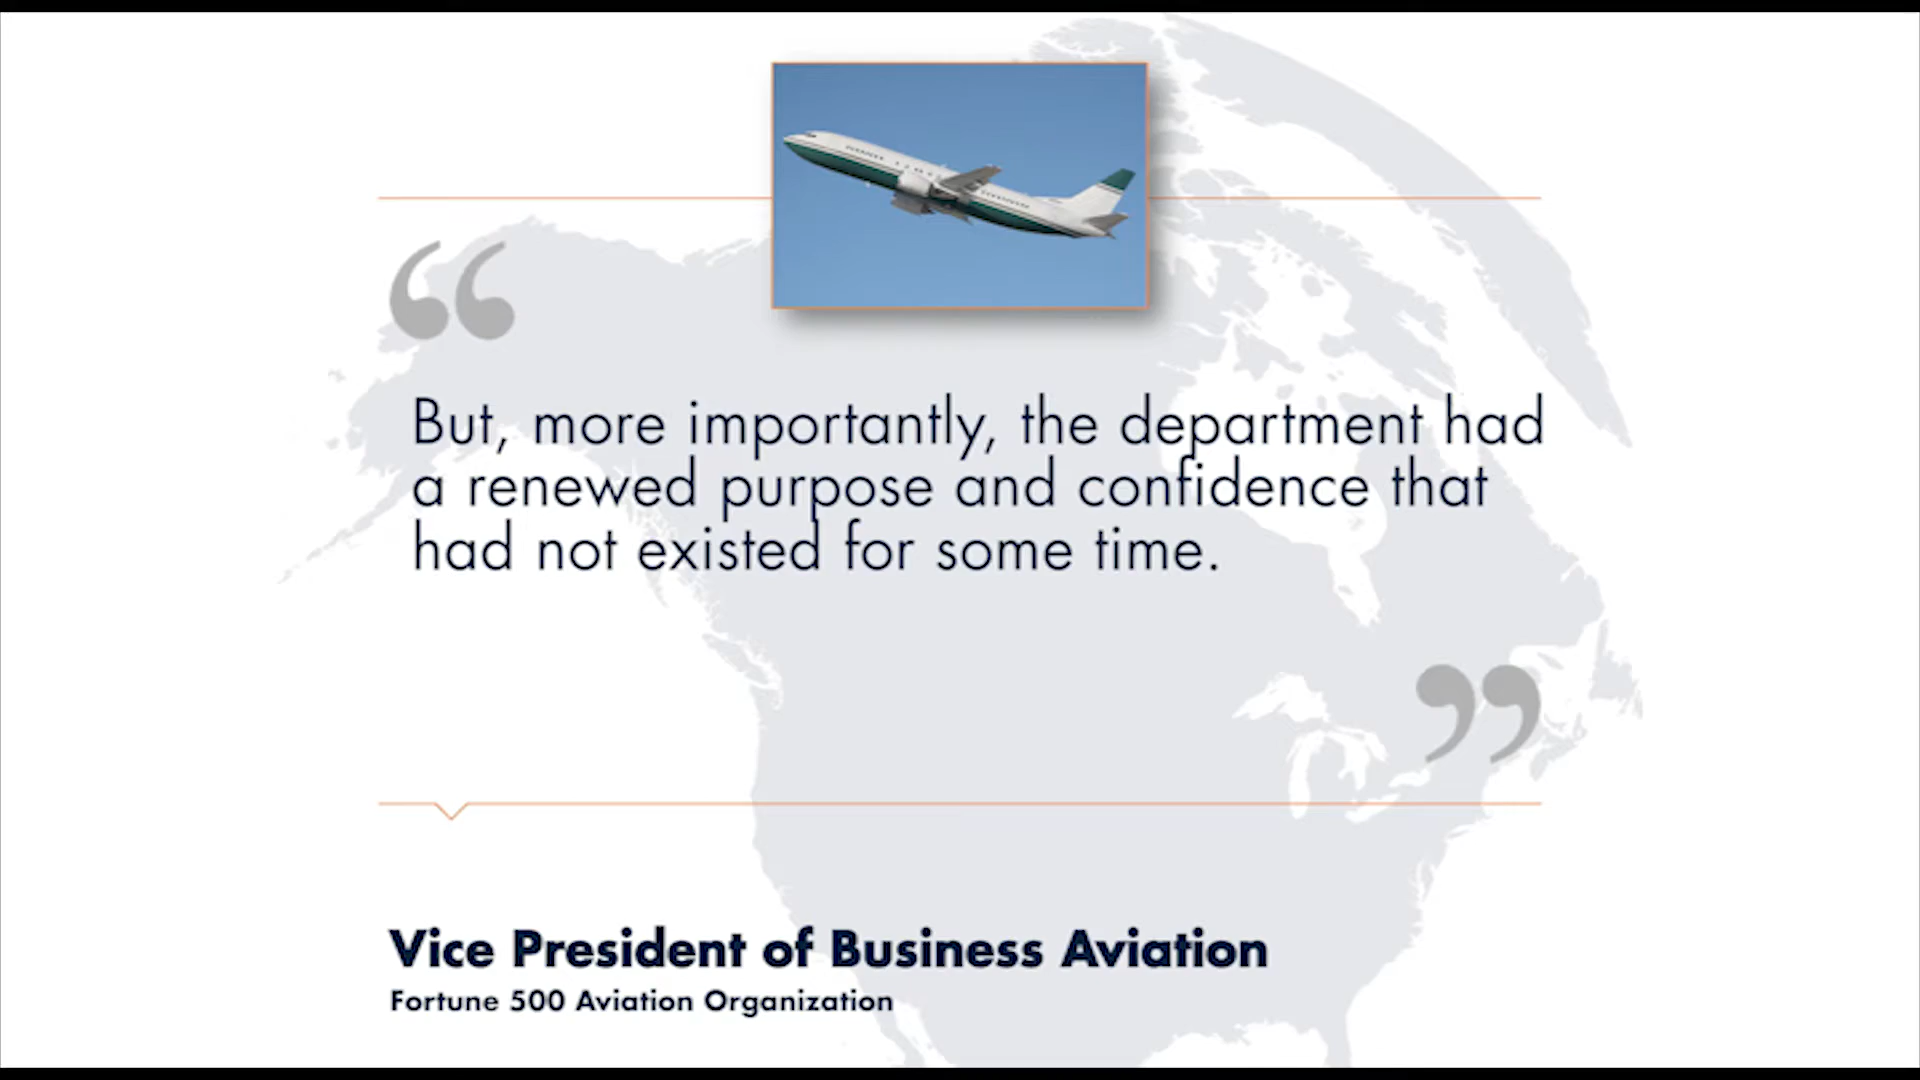 “
But, more importantly, the department had
a renewed purpose and confidence that
had not existed for some time.
”
Vice President of Business Aviation
Fortune 500 Aviation Organization